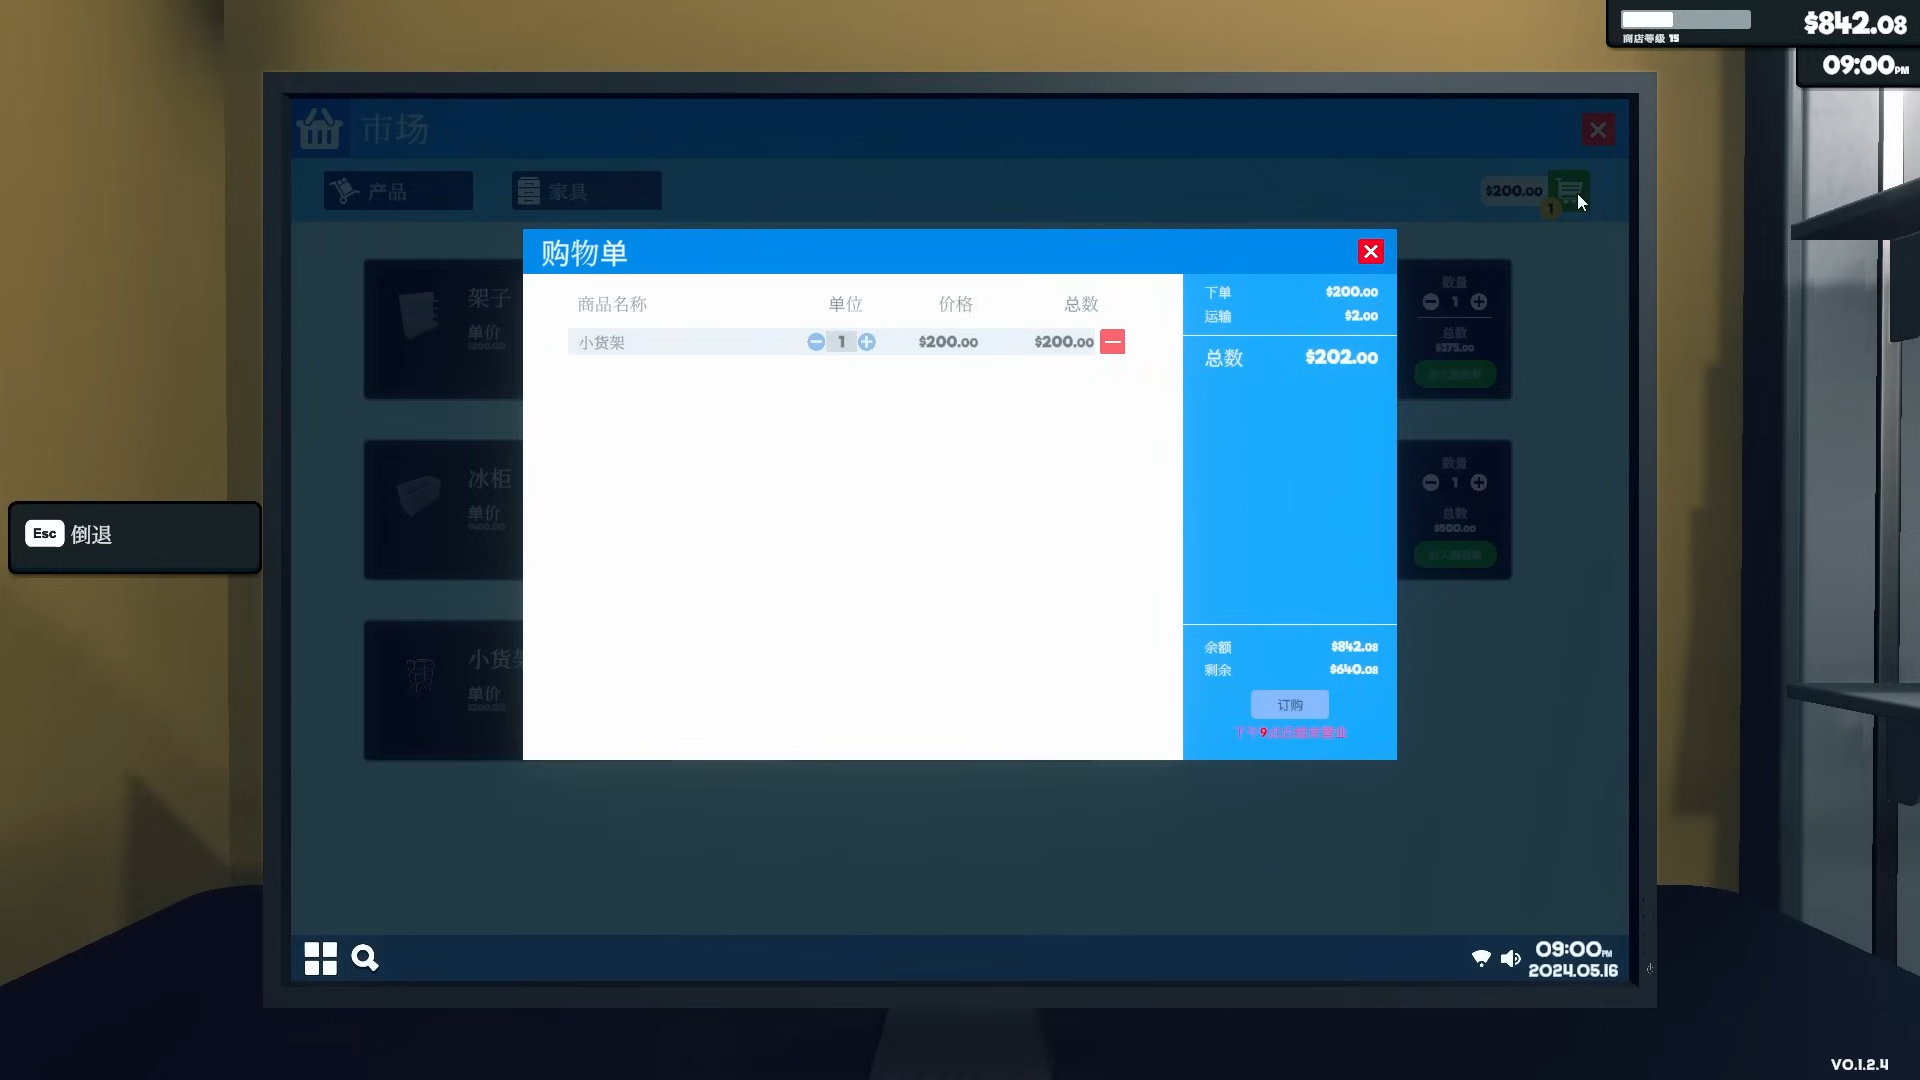 $842.08
商店等级 15
09:00PM
市场
产品
家具
$200.00
1
购物单
商品名称 单位 价格 总数
小货架 1 $200.00 $200.00
下单 $200.00
运输 $2.00
总数 $202.00
余额 $842.08
剩余 $640.08
订购
架子
单价
$200.00
数量
1
总数
$375.00
冰柜
单价
数量
1
总数
$500.00
小货架
单价
$200.00
Esc 倒退
09:00PM
2024.05.16
V0.1.2.4